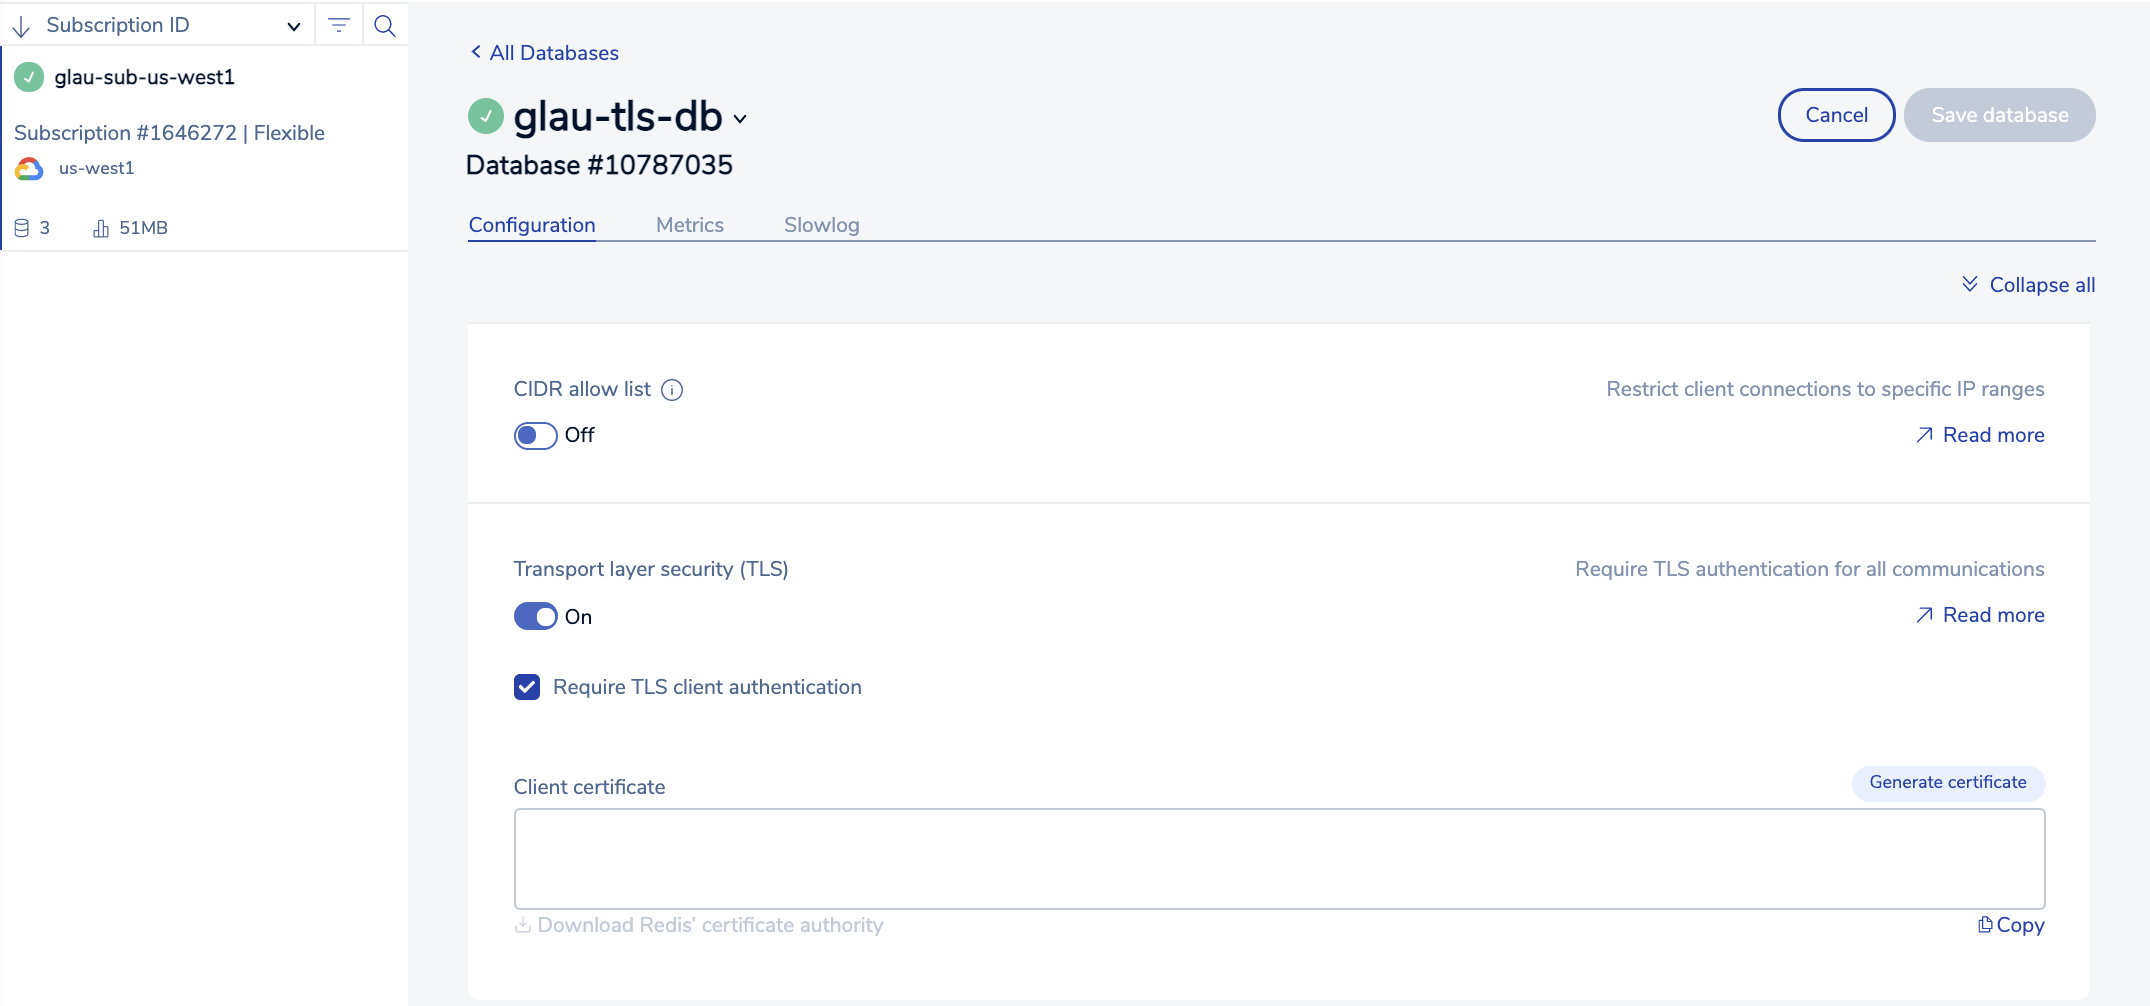 Subscription ID
glau-sub-us-west1
Subscription #1646272 | Flexible
us-west1
3 51MB
All Databases
glau-tls-db
Database #10787035
Cancel
Save database
Configuration Metrics Slowlog
Collapse all
CIDR allow list
Restrict client connections to specific IP ranges
Off
Read more
Transport layer security (TLS)
Require TLS authentication for all communications
On
Read more
Require TLS client authentication
Client certificate
Generate certificate
Download Redis' certificate authority
Copy